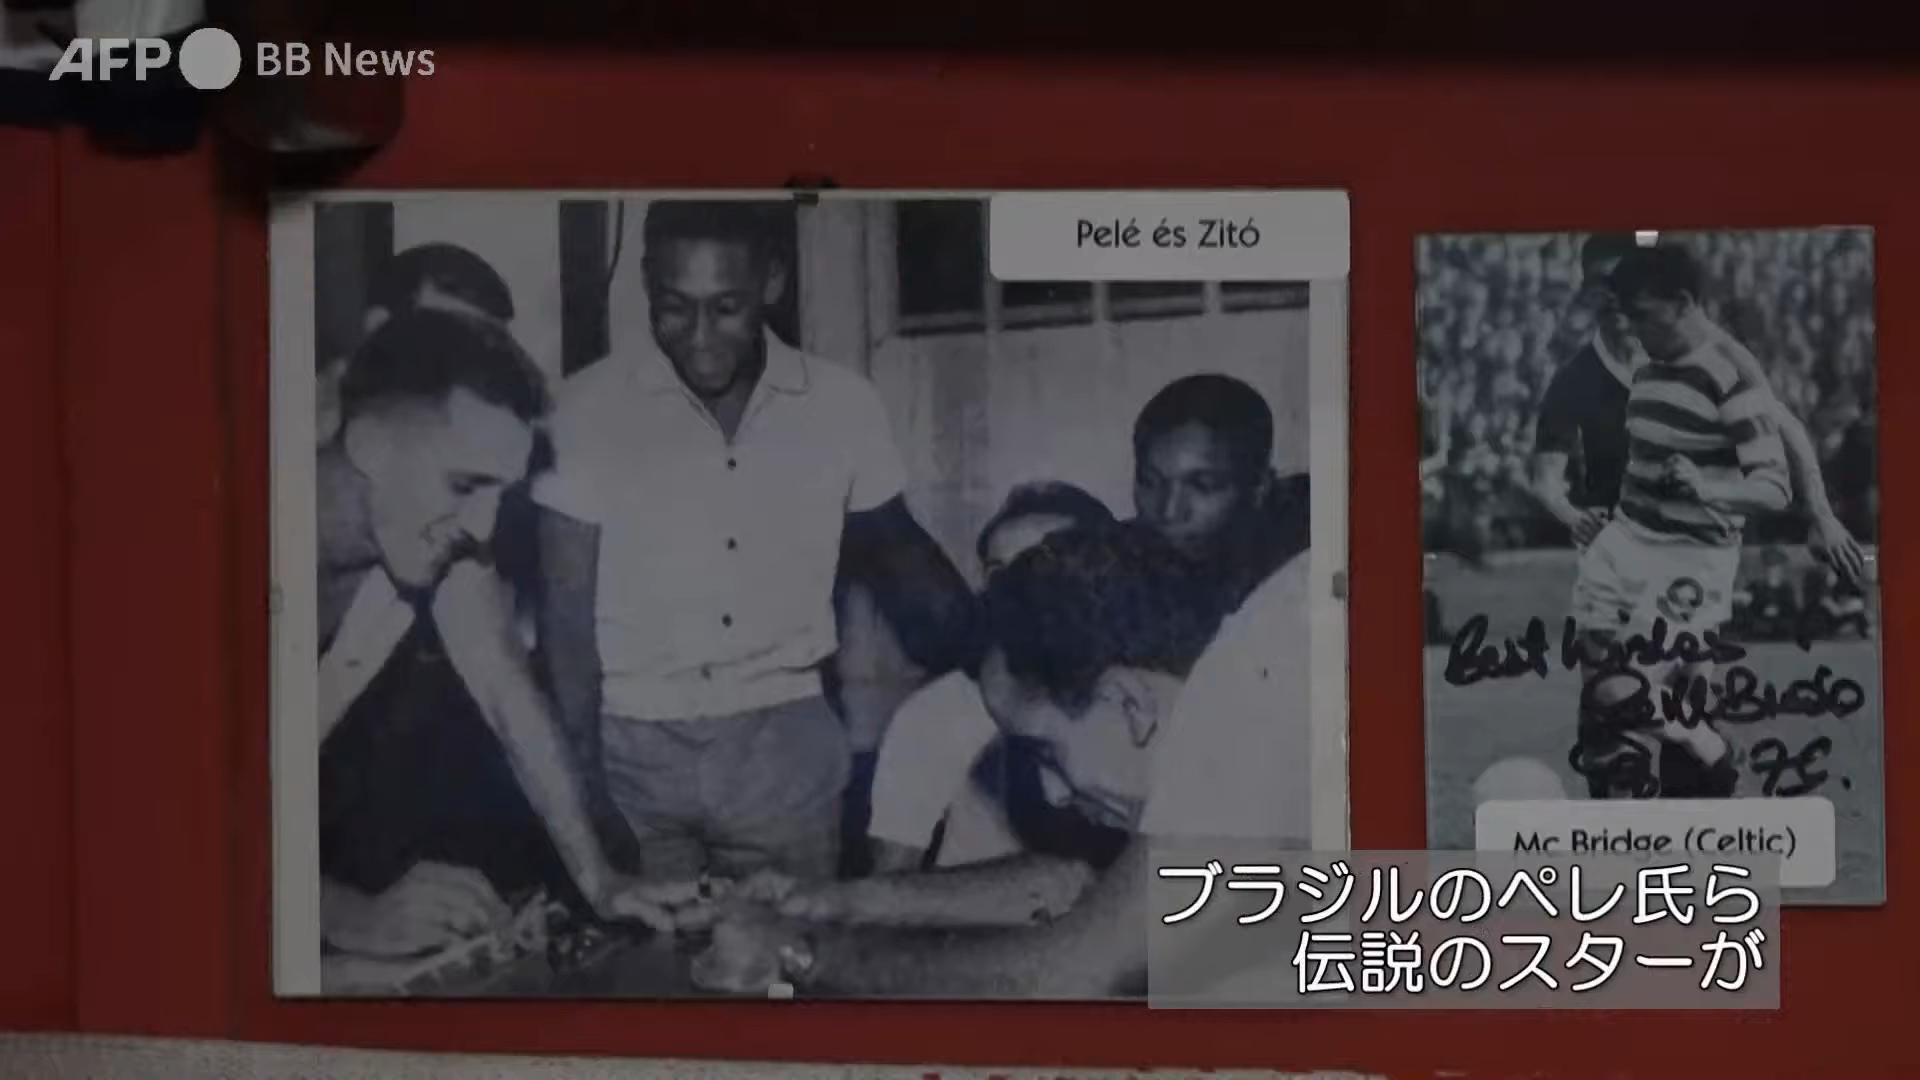 AFP BB News
Pelé és Zitó
Best Wishes
Mc Bridge (Celtic)
ブラジルのペレ氏ら
伝説のスターが